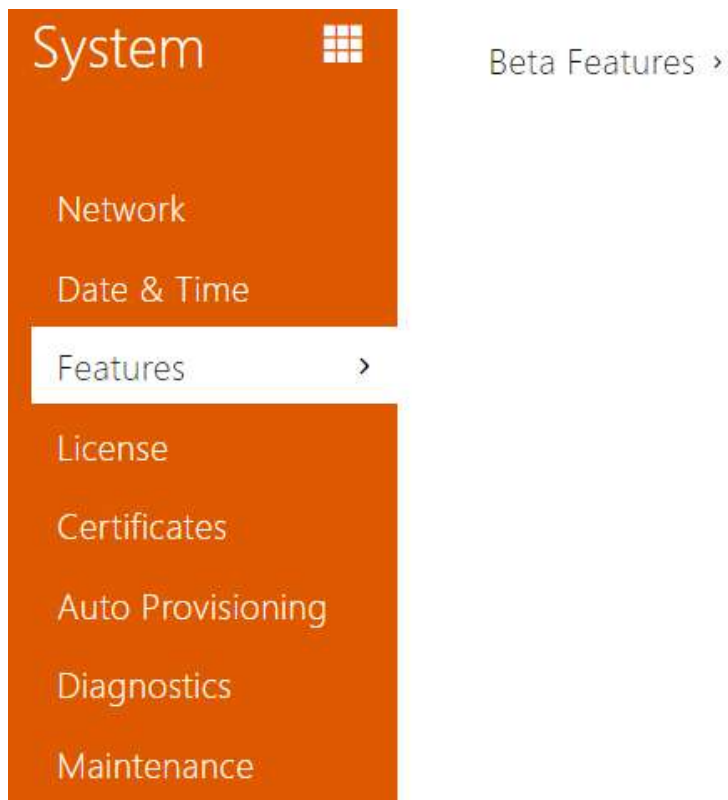 System
Beta Features ›
Network
Date & Time
Features ›
License
Certificates
Auto Provisioning
Diagnostics
Maintenance